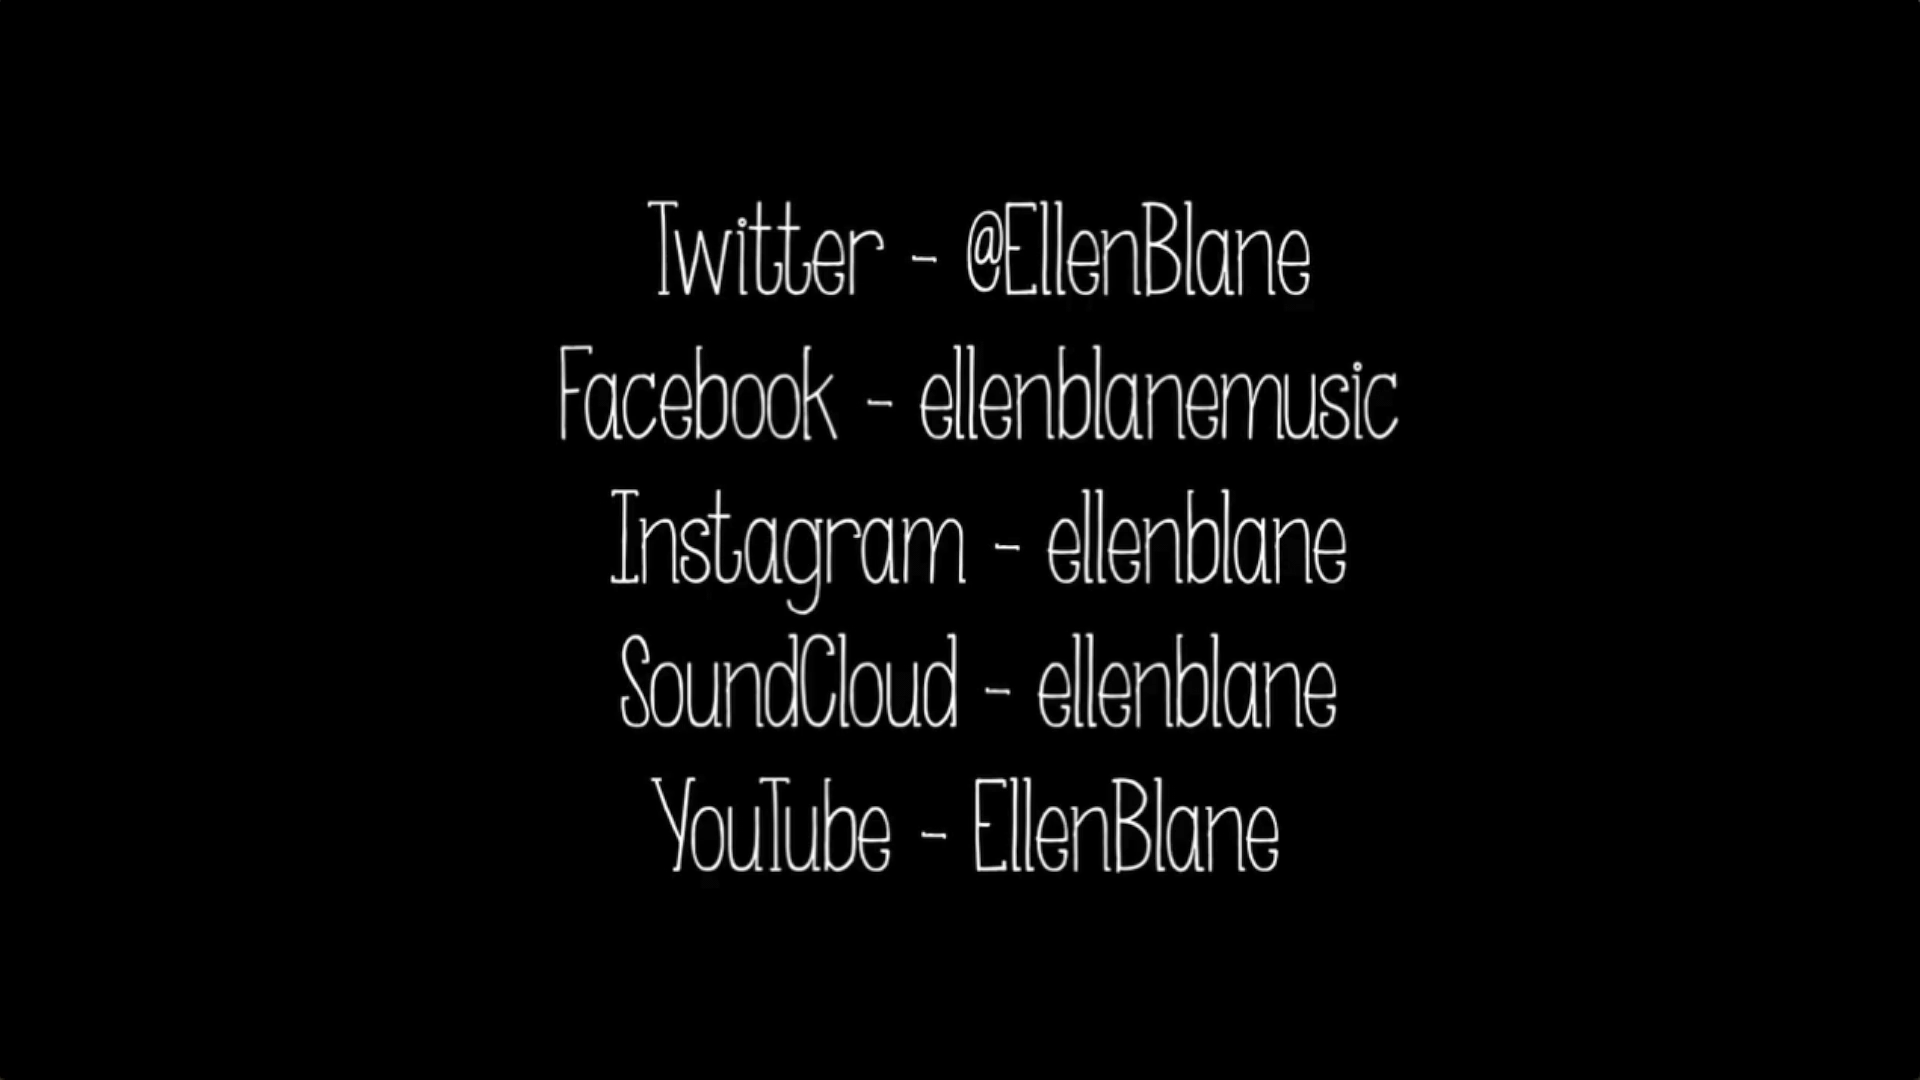 Twitter - @EllenBlane
Facebook - ellenblanemusic
Instagram - ellenblane
SoundCloud - ellenblane
YouTube - EllenBlane